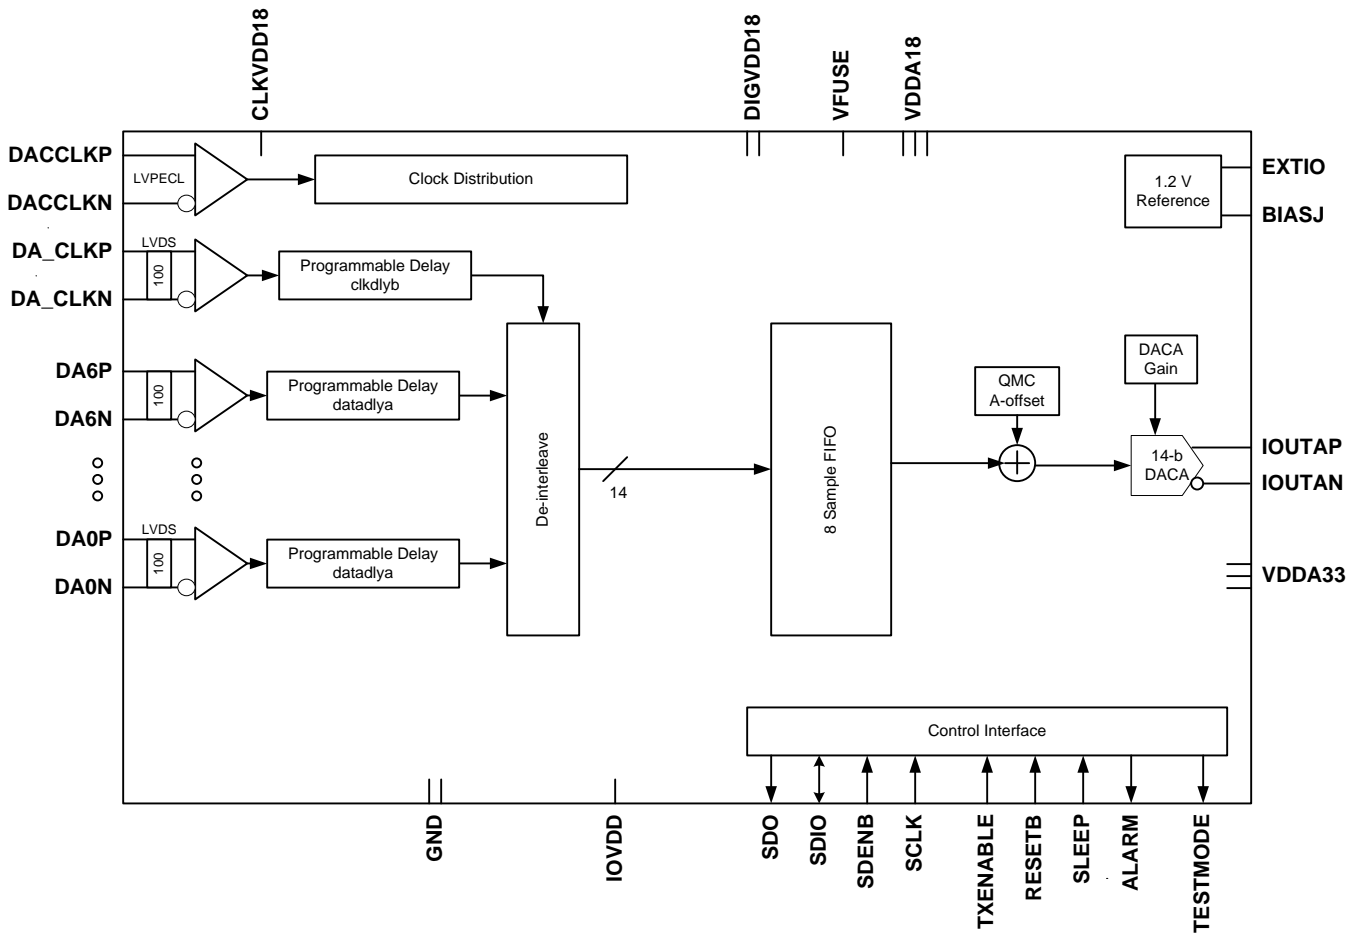 CLKVDD18
DIGVDD18
VFUSE
VDDA18
DACCLKP
LVPECL
DACCLKN
Clock Distribution
1.2 V
Reference
EXTIO
BIASJ
DA_CLKP
LVDS
100
DA_CLKN
Programmable Delay
clkdlyb
DA6P
100
DA6N
Programmable Delay
datadlya
De-interleave
14
8 Sample FIFO
QMC
A-offset
DACA
Gain
14-b
DACA
IOUTAP
IOUTAN
DA0P
LVDS
100
DA0N
Programmable Delay
datadlya
VDDA33
Control Interface
GND
IOVDD
SDO
SDIO
SDENB
SCLK
TXENABLE
RESETB
SLEEP
ALARM
TESTMODE